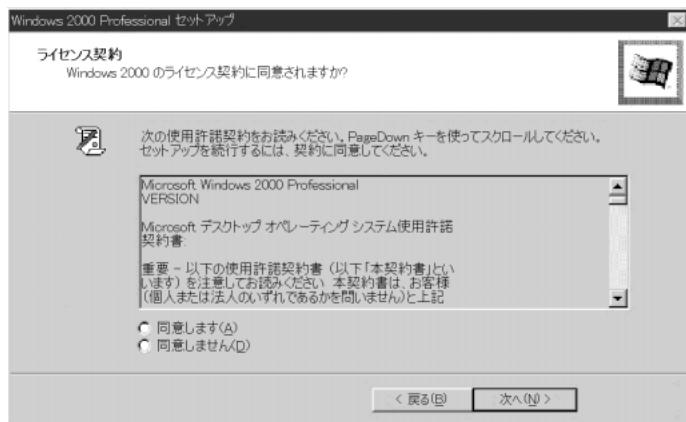 Windows 2000 Professional セットアップ
ライセンス契約
Windows 2000 のライセンス契約に同意されますか?
次の使用許諾契約をお読みください。PageDown キーを使ってスクロールしてください。
セットアップを続行するには、契約に同意してください。
Microsoft Windows 2000 Professional
VERSION
Microsoft デスクトップ オペレーティング システム使用許諾
契約書:
重要 - 以下の使用許諾契約書 (以下「本契約書」とい
います) を注意してお読みください 本契約書は、お客様
(個人または法人のいずれであるかを問いません)と上記
同意します(A)
同意しません(D)
< 戻る(B)
次へ(N) >